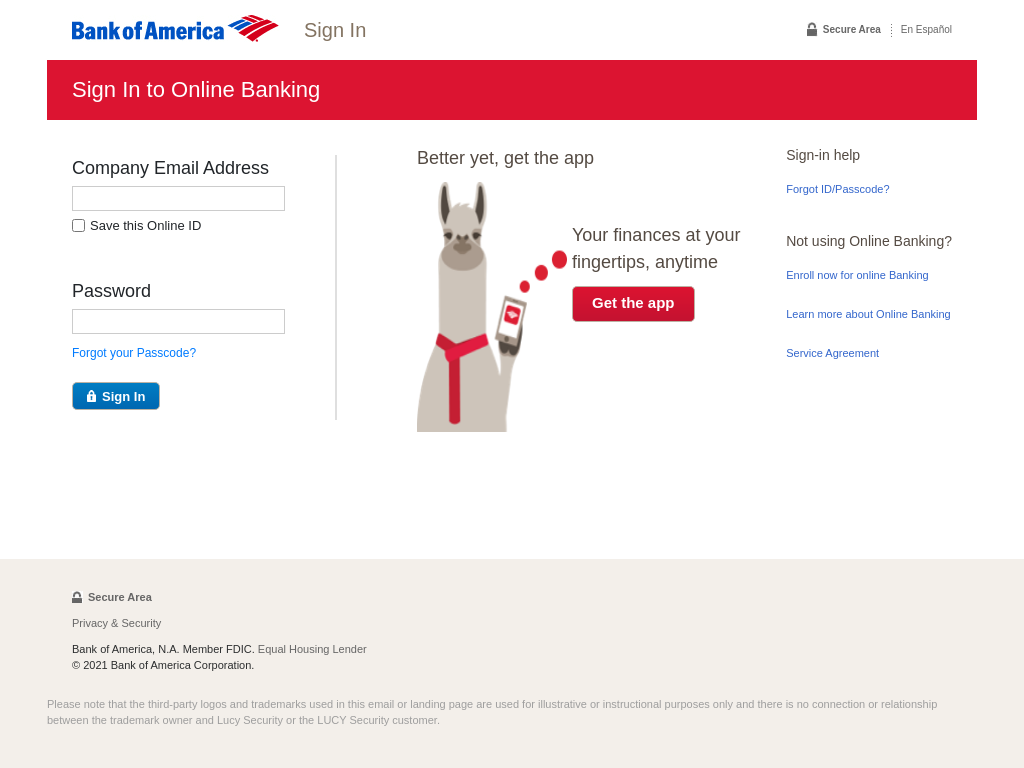 Bank of America
Sign In
Secure Area
En Español
Sign In to Online Banking
Company Email Address
Save this Online ID
Password
Forgot your Passcode?
Sign In
Better yet, get the app
Your finances at your
fingertips, anytime
Get the app
Sign-in help
Forgot ID/Passcode?
Not using Online Banking?
Enroll now for online Banking
Learn more about Online Banking
Service Agreement
Secure Area
Privacy & Security
Bank of America, N.A. Member FDIC. Equal Housing Lender
© 2021 Bank of America Corporation.
Please note that the third-party logos and trademarks used in this email or landing page are used for illustrative or instructional purposes only and there is no connection or relationship
between the trademark owner and Lucy Security or the LUCY Security customer.